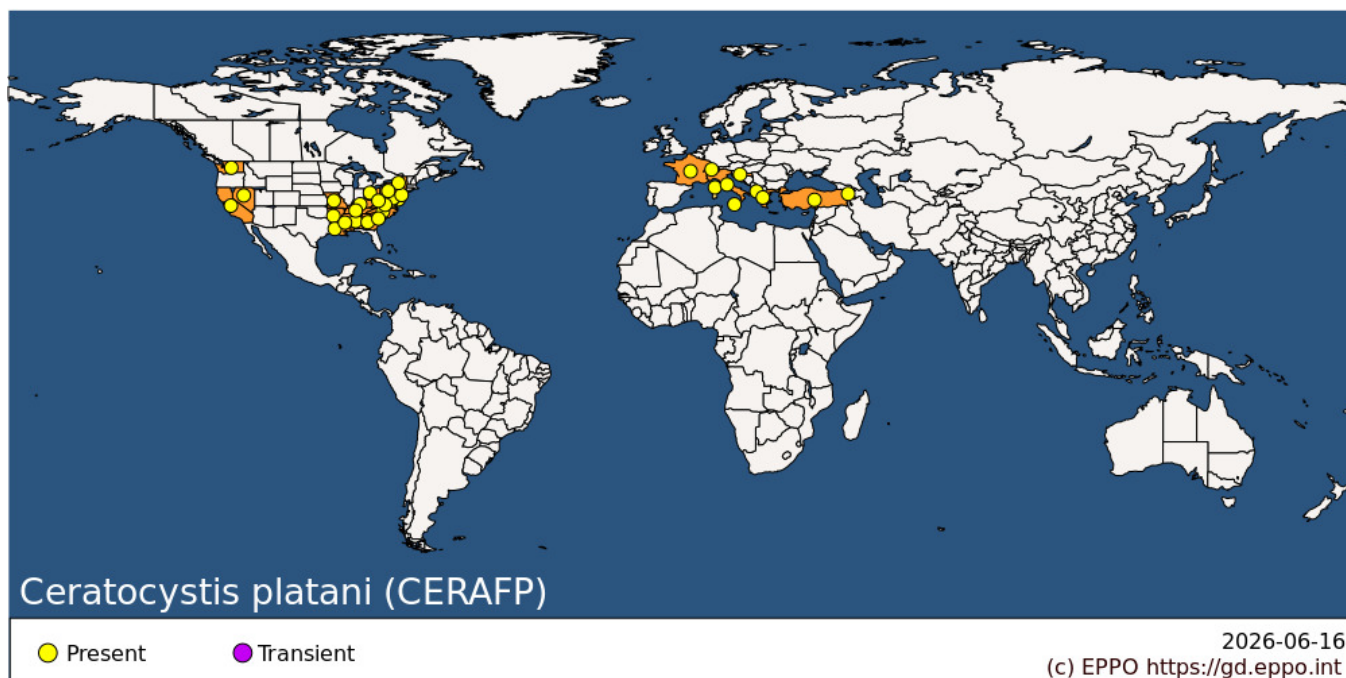 Ceratocystis platani (CERAFP)
Present
Transient
2026-06-16
(c) EPPO https://gd.eppo.int